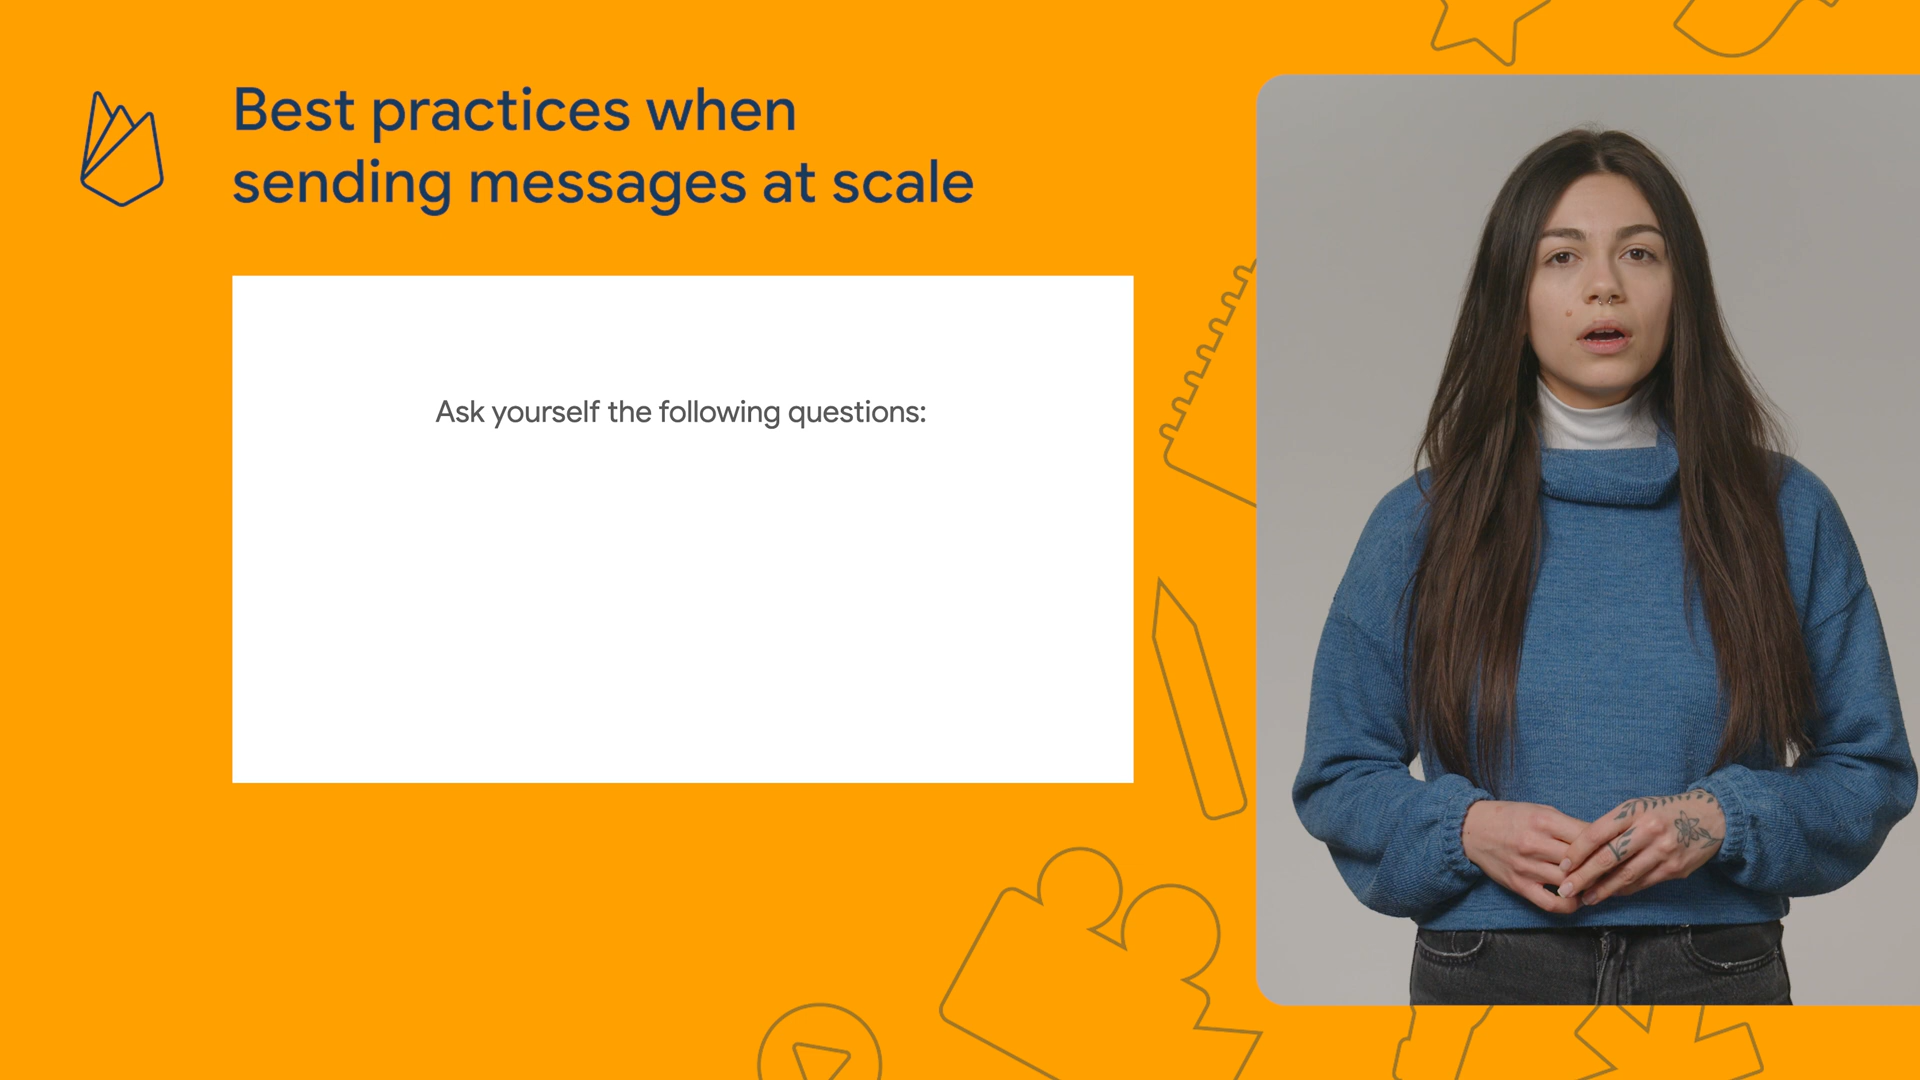 Best practices when
sending messages at scale
Ask yourself the following questions: